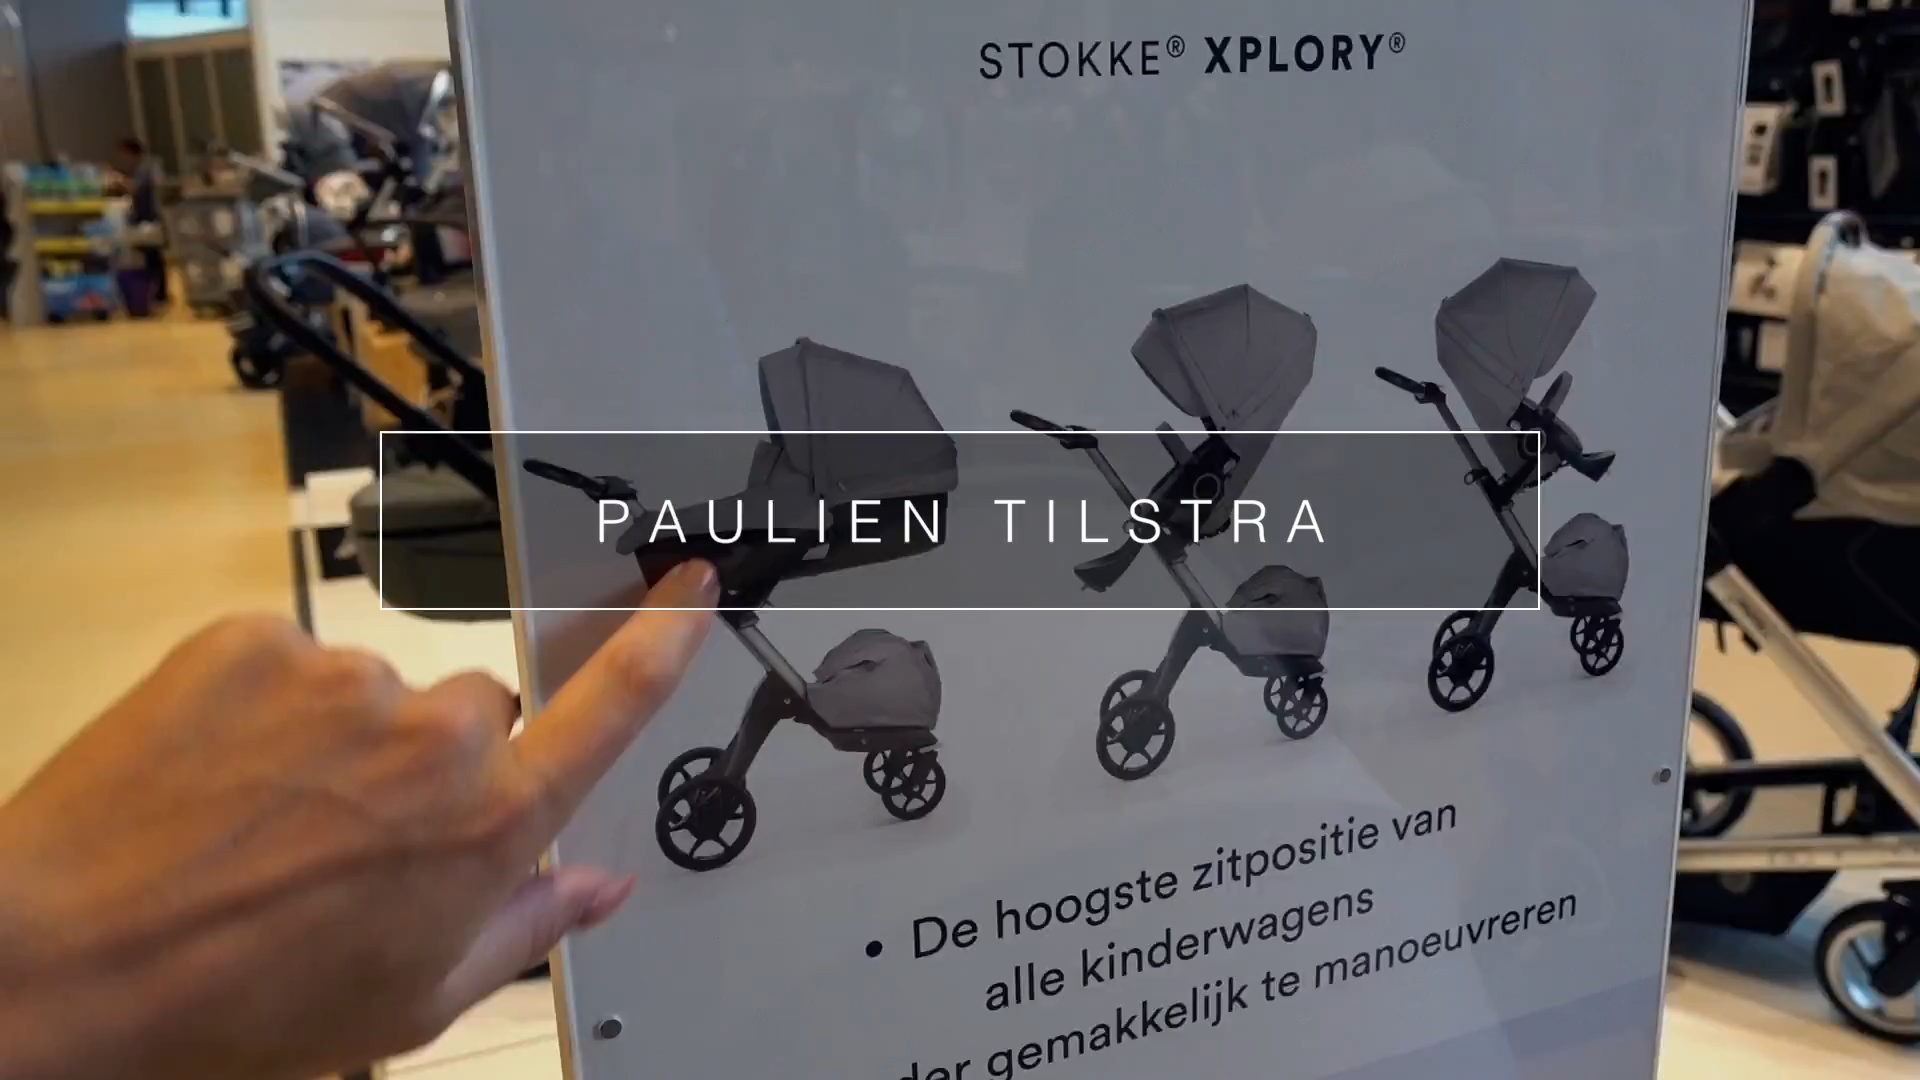 STOKKE® XPLORY®
PAULIEN TILSTRA
• De hoogste zitpositie van
alle kinderwagens
gemakkelijk te manoeuvreren